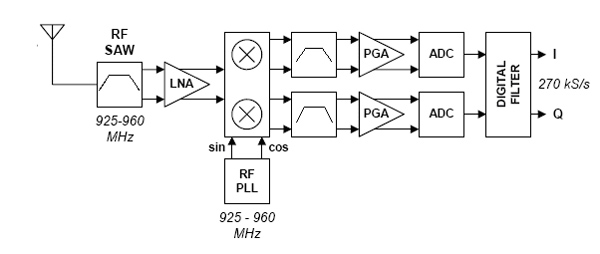 RF
SAW
LNA
925-960
MHz
sin
cos
RF
PLL
925 - 960
MHz
PGA
ADC
PGA
ADC
DIGITAL
FILTER
I
270 kS/s
Q